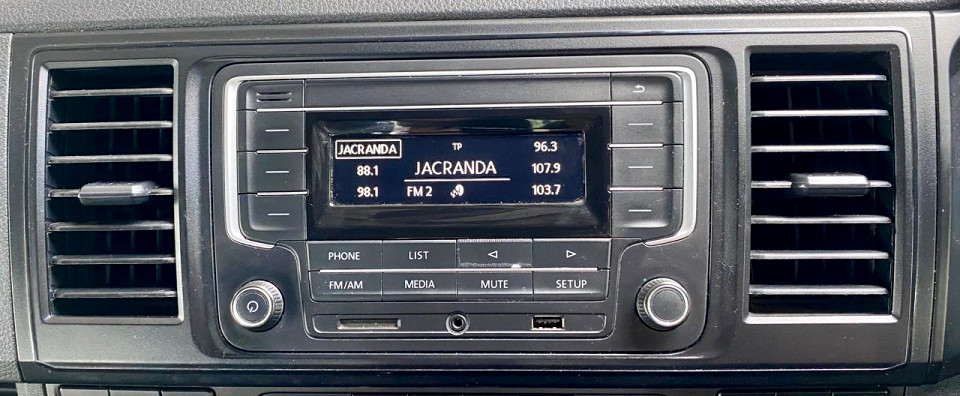 JACRANDA TP 96.3
88.1 JACRANDA 107.9
98.1 FM 2 103.7
PHONE LIST
FM/AM MEDIA MUTE SETUP